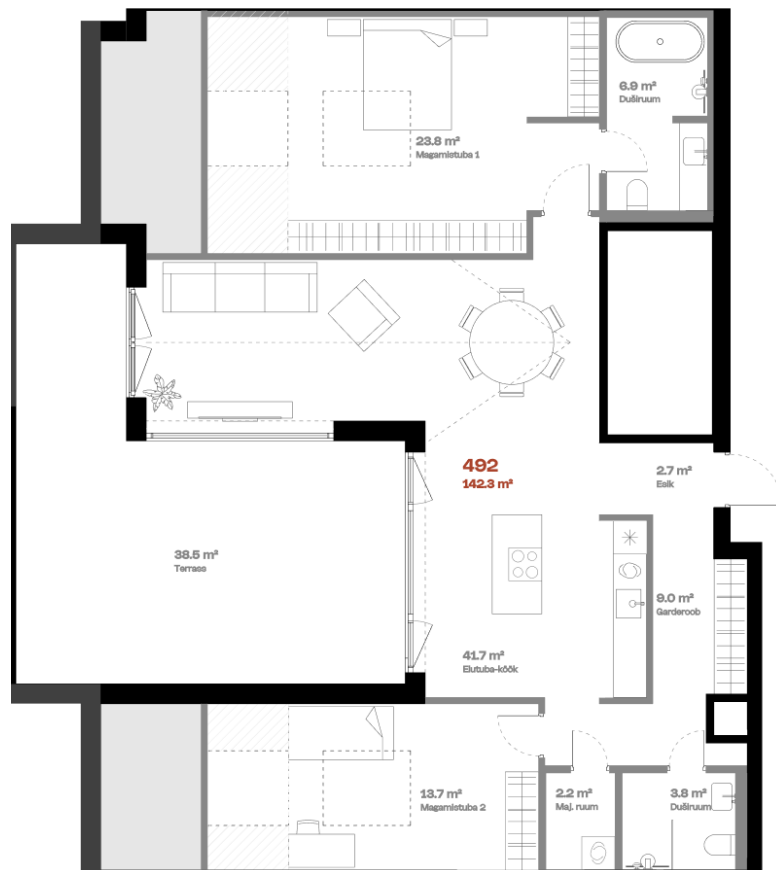 6.9 m²
Duširuum
23.8 m²
Magamistuba 1
492
142.3 m²
2.7 m²
Esik
38.5 m²
Terrass
9.0 m²
Garderoob
41.7 m²
Elutuba-köök
13.7 m²
Magamistuba 2
2.2 m²
Maj. ruum
3.8 m²
Duširuum